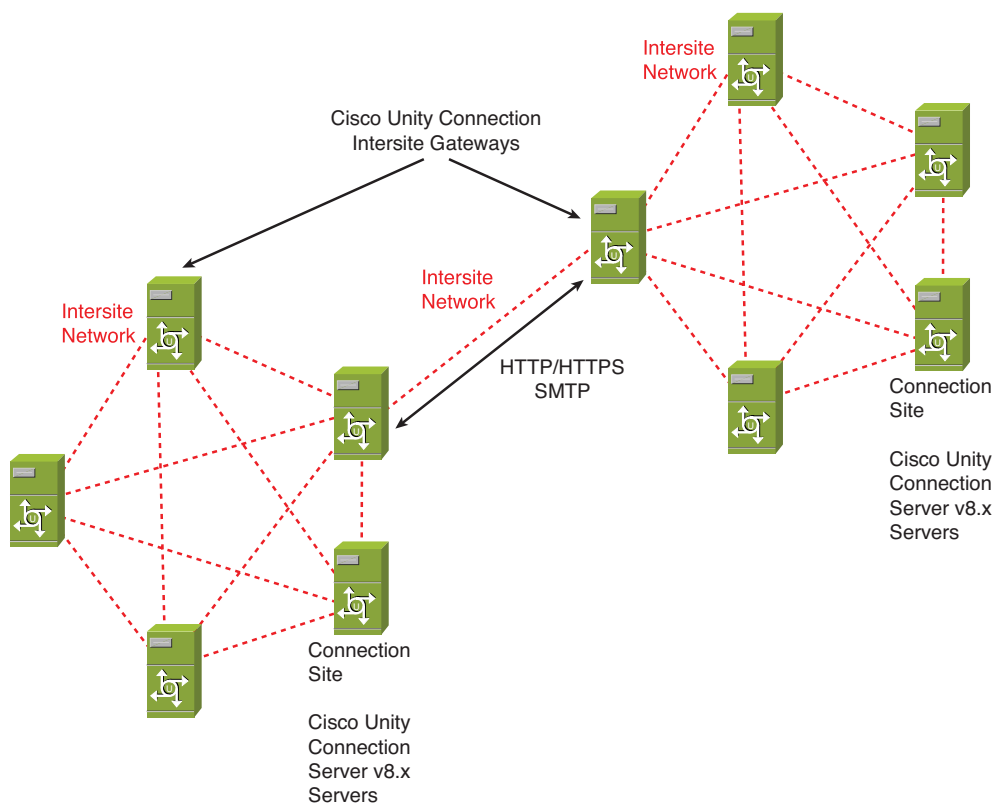 Intersite
Network
Cisco Unity Connection
Intersite Gateways
Intersite
Network
Intersite
Network
HTTP/HTTPS
SMTP
Connection
Site
Cisco Unity
Connection
Server v8.x
Servers
Connection
Site
Cisco Unity
Connection
Server v8.x
Servers